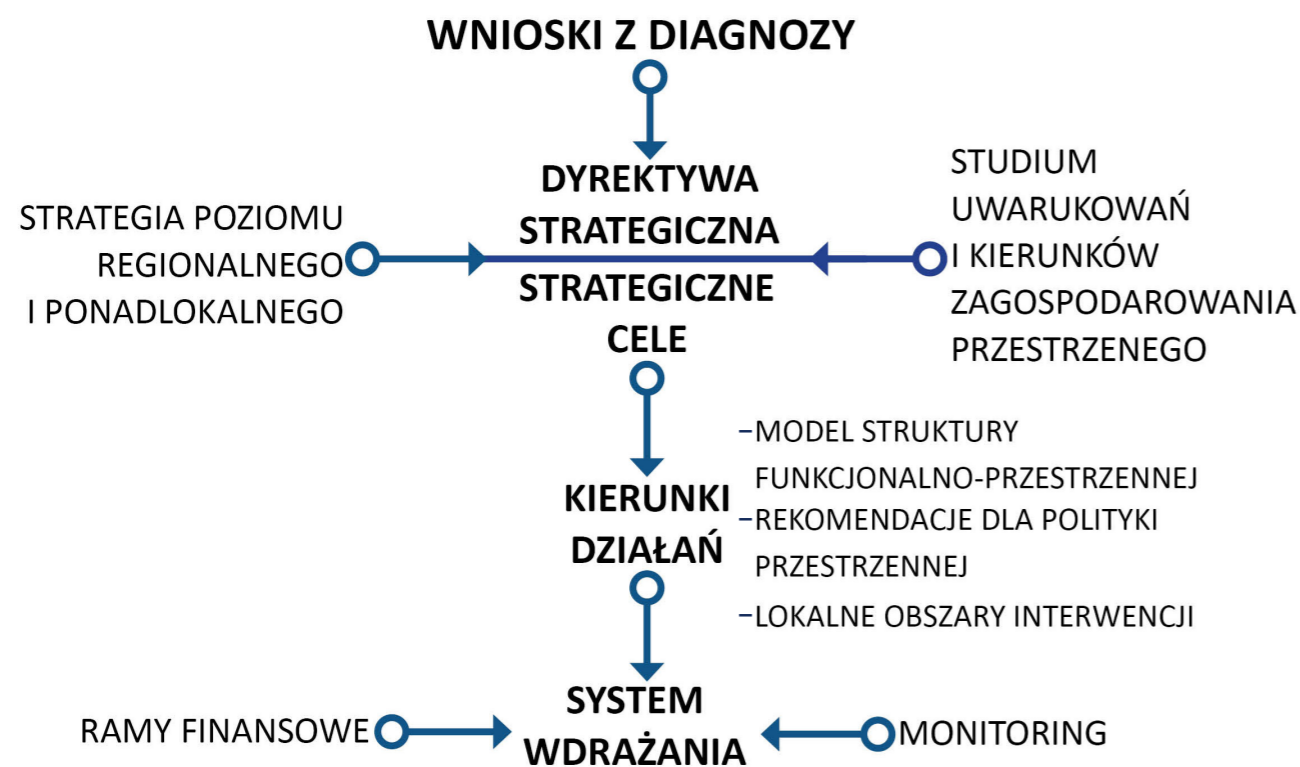 WNIOSKI Z DIAGNOZY
DYREKTYWA
STRATEGICZNA
STRATEGICZNE
CELE
STRATEGIA POZIOMU
REGIONALNEGO
I PONADLOKALNEGO
STUDIUM
UWARUKOWAŃ
I KIERUNKÓW
ZAGOSPODAROWANIA
PRZESTRZENEGO
KIERUNKI
DZIAŁAŃ
–MODEL STRUKTURY
FUNKCJONALNO-PRZESTRZENNEJ
–REKOMENDACJE DLA POLITYKI
PRZESTRZENNEJ
–LOKALNE OBSZARY INTERWENCJI
SYSTEM
WDRAŻANIA
RAMY FINANSOWE
MONITORING